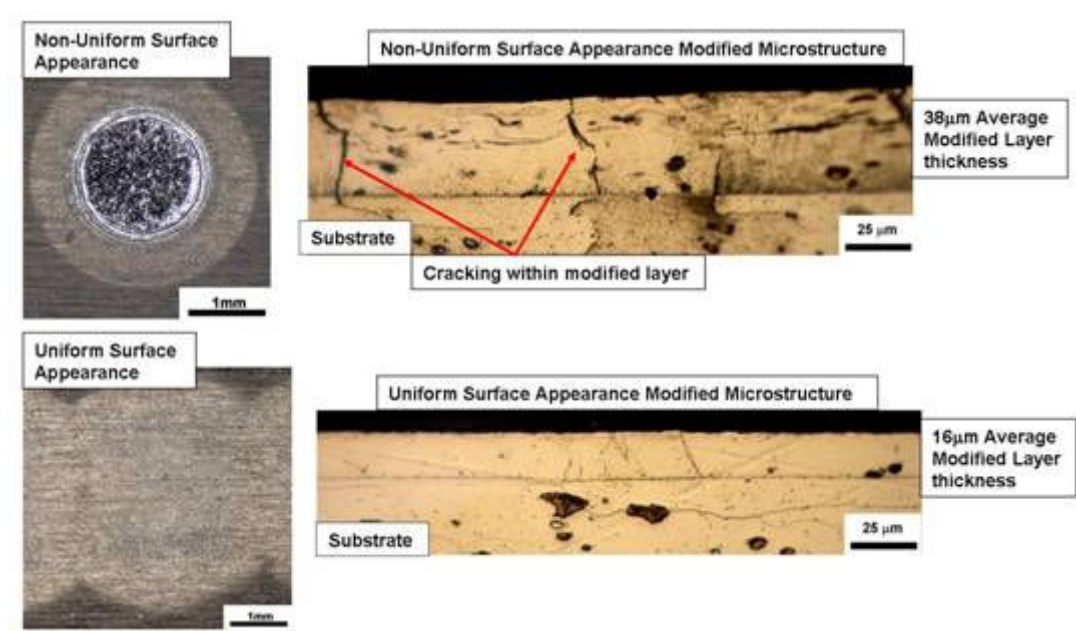 Non-Uniform Surface
Appearance
1mm
Non-Uniform Surface Appearance Modified Microstructure
38μm Average
Modified Layer
thickness
Substrate
25 μm
Cracking within modified layer
Uniform Surface
Appearance
1mm
Uniform Surface Appearance Modified Microstructure
16μm Average
Modified Layer
thickness
Substrate
25 μm